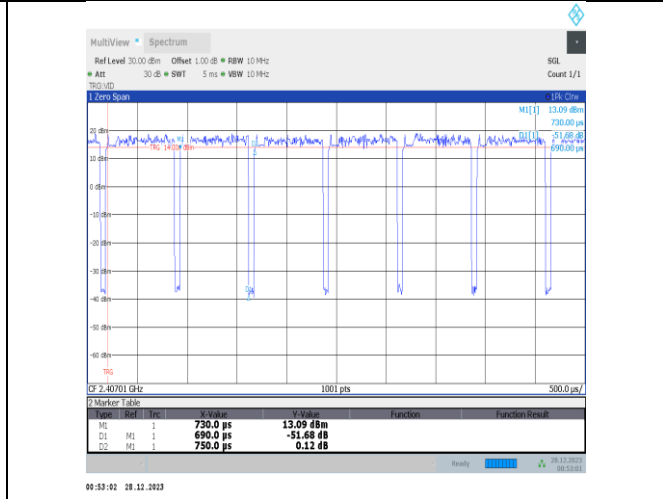 MultiView Spectrum
Ref Level 30.00 dBm Offset 1.00 dB RBW 10 MHz SGL
Att 30 dB SWT 5 ms VBW 10 MHz Count 1/1
TRG:VID
1 Zero Span 1Pk Clrw
M1[1] 13.09 dBm
730.00 µs
20 dBm D1[1] -51.68 dB
M1 TRG 14.000 dBm 690.00 µs
10 dBm
0 dBm
-10 dBm
-20 dBm
-30 dBm
-40 dBm
-50 dBm
-60 dBm
TRG
CF 2.40701 GHz 1001 pts 500.0 µs/
2 Marker Table
Type Ref Trc X-Value Y-Value Function Function Result
M1 1 730.0 µs 13.09 dBm
D1 M1 1 690.0 µs -51.68 dB
D2 M1 1 750.0 µs 0.12 dB
Ready 28.12.2023
00:53:01
00:53:02 28.12.2023